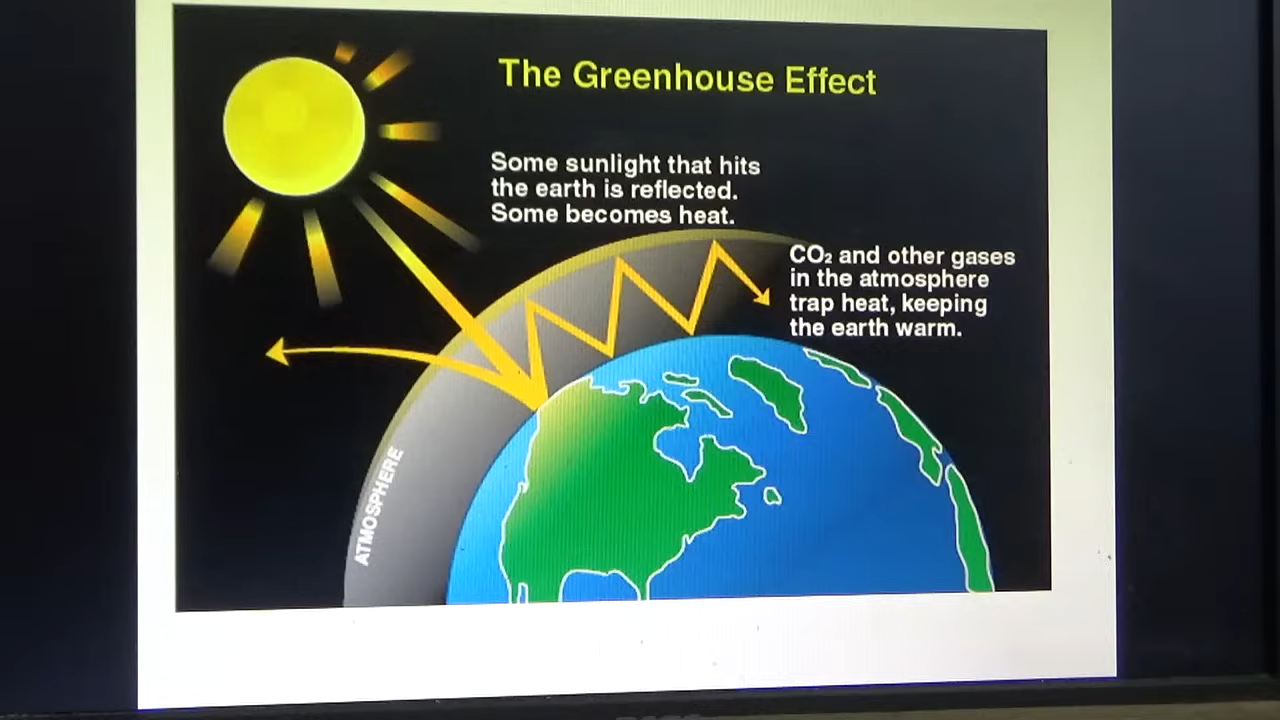 The Greenhouse Effect
Some sunlight that hits
the earth is reflected.
Some becomes heat.
CO₂ and other gases
in the atmosphere
trap heat, keeping
the earth warm.
ATMOSPHERE